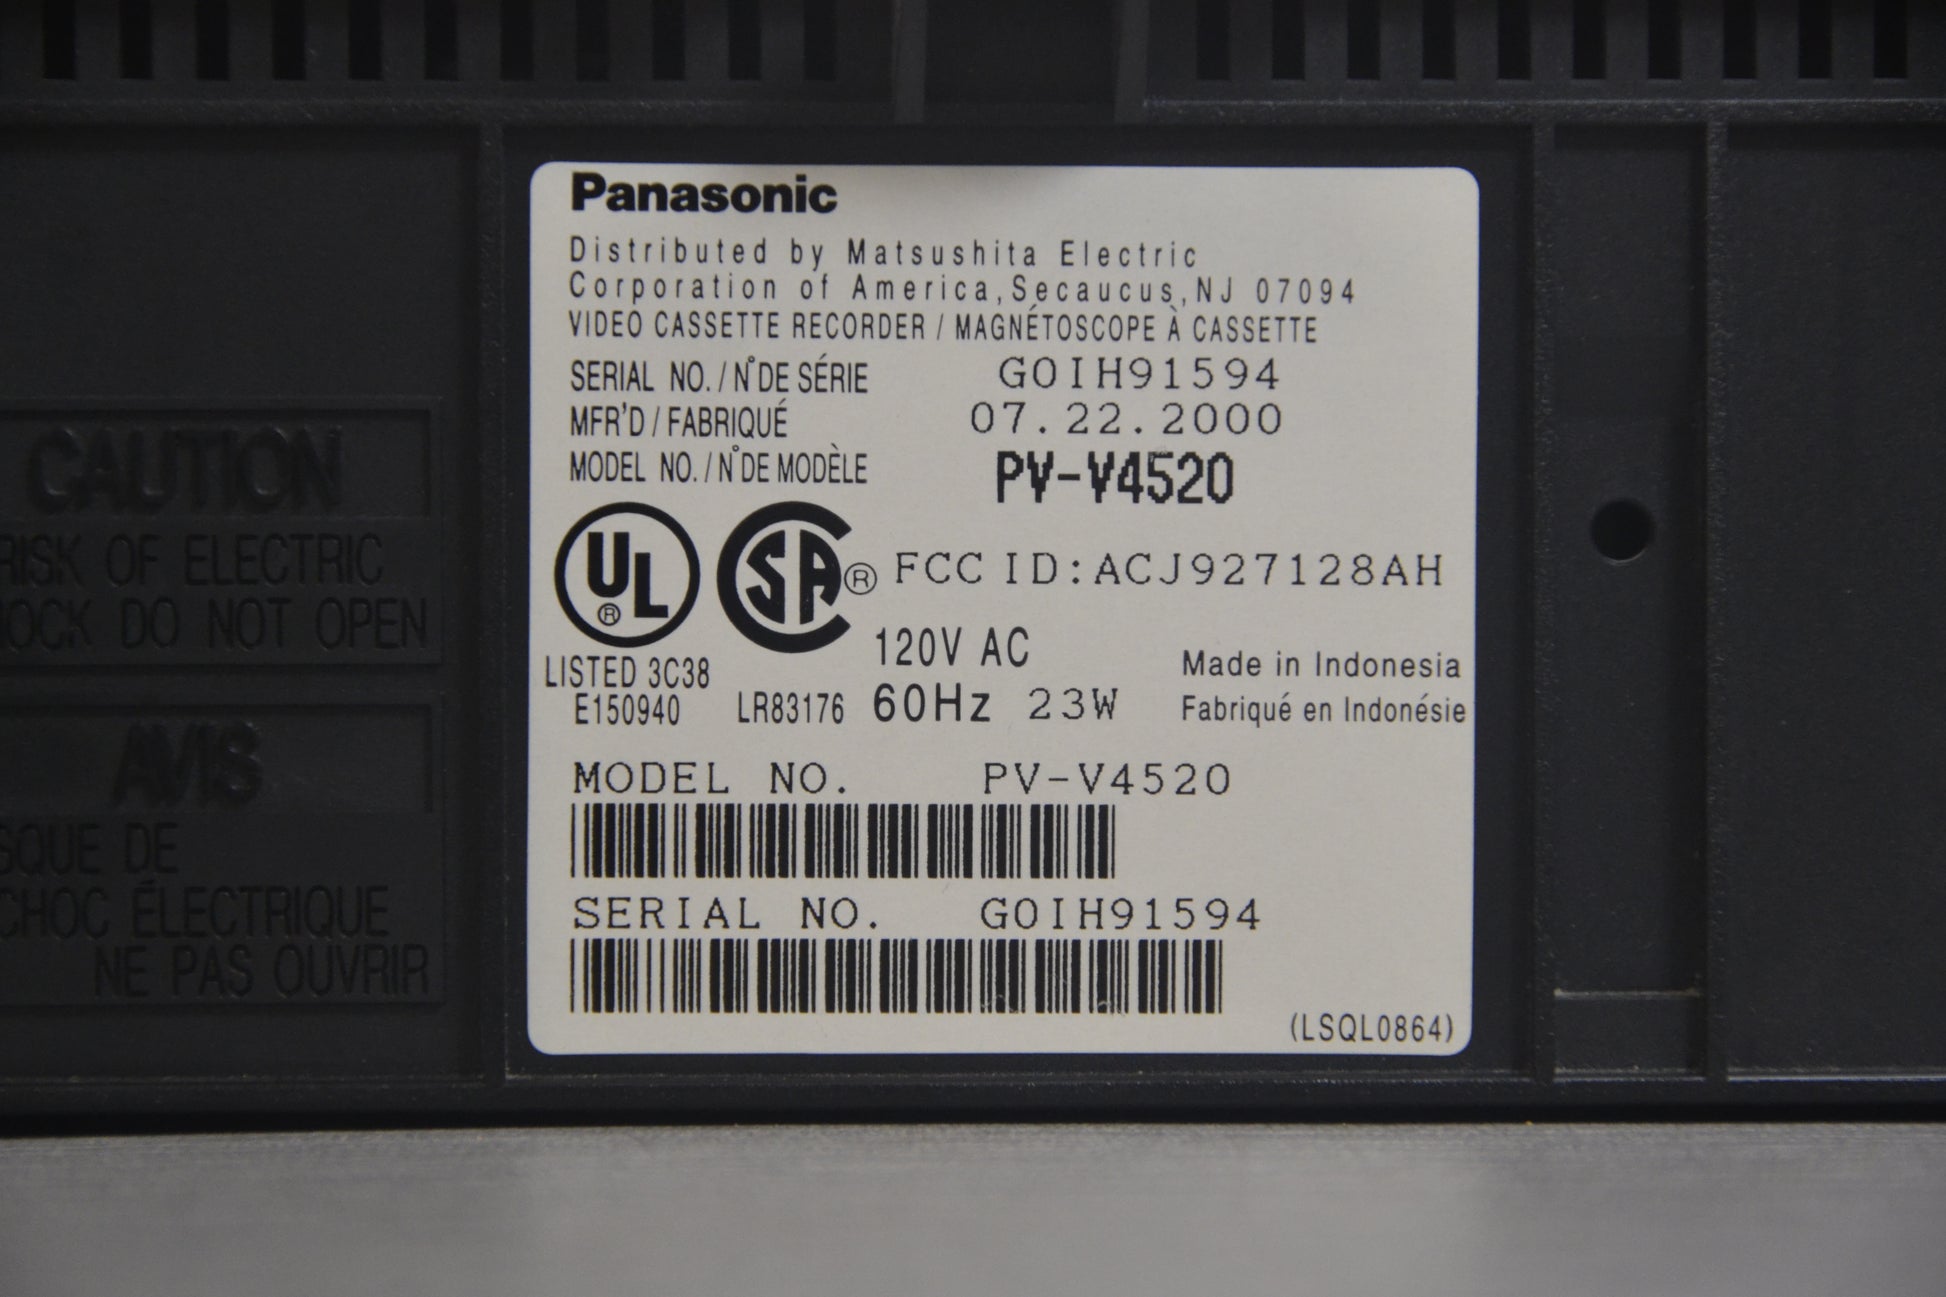 Panasonic
Distributed by Matsushita Electric
Corporation of America, Secaucus, NJ 07094
VIDEO CASSETTE RECORDER / MAGNÉTOSCOPE À CASSETTE
SERIAL NO. / N° DE SÉRIE G0IH91594
MFR'D / FABRIQUÉ 07.22.2000
MODEL NO. / N° DE MODÈLE PV-V4520
UL® SA® FCC ID: ACJ927128AH
LISTED 3C38 120V AC Made in Indonesia
E150940 LR83176 60Hz 23W Fabriqué en Indonésie
MODEL NO. PV-V4520
SERIAL NO. G0IH91594
(LSQL0864)
CAUTION
RISK OF ELECTRIC
HOCK DO NOT OPEN
AVIS
SQUE DE
CHOC ÉLECTRIQUE
NE PAS OUVRIR